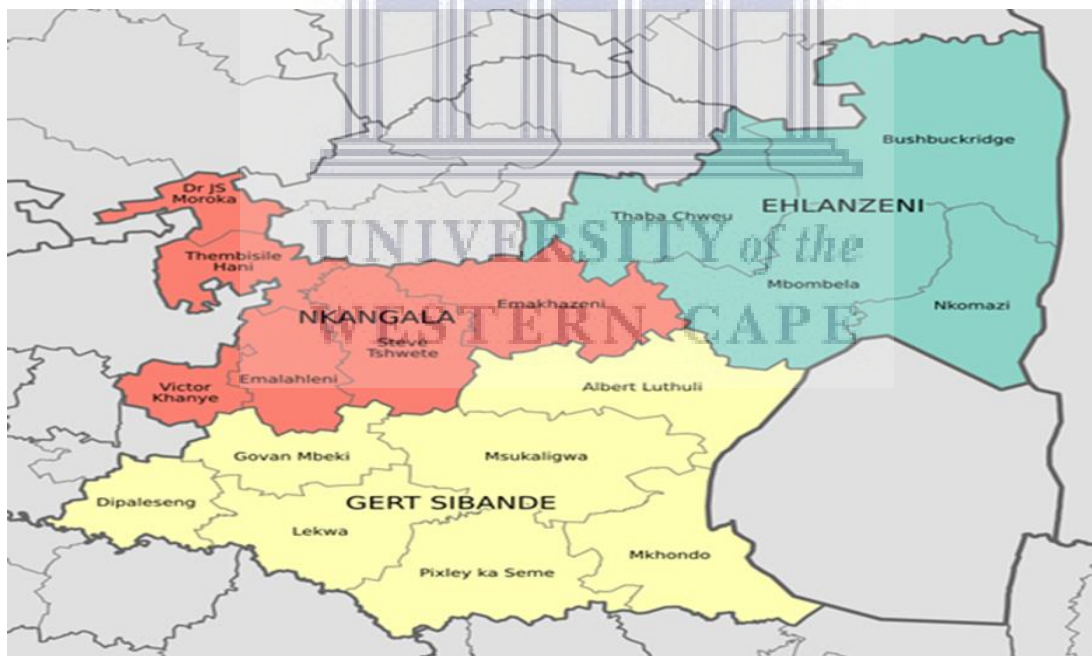 Bushbuckridge
Dr JS
Moroka
EHLANZENI
Thaba Chweu
UNIVERSITY of the
Thembisile
Hani
Mbombela
Emakhazeni
Nkomazi
NKANGALA
WESTERN CAPE
Steve
Tshwete
Emalahleni
Victor
Khanye
Albert Luthuli
Govan Mbeki
Msukaligwa
Dipaleseng
GERT SIBANDE
Lekwa
Mkhondo
Pixley ka Seme